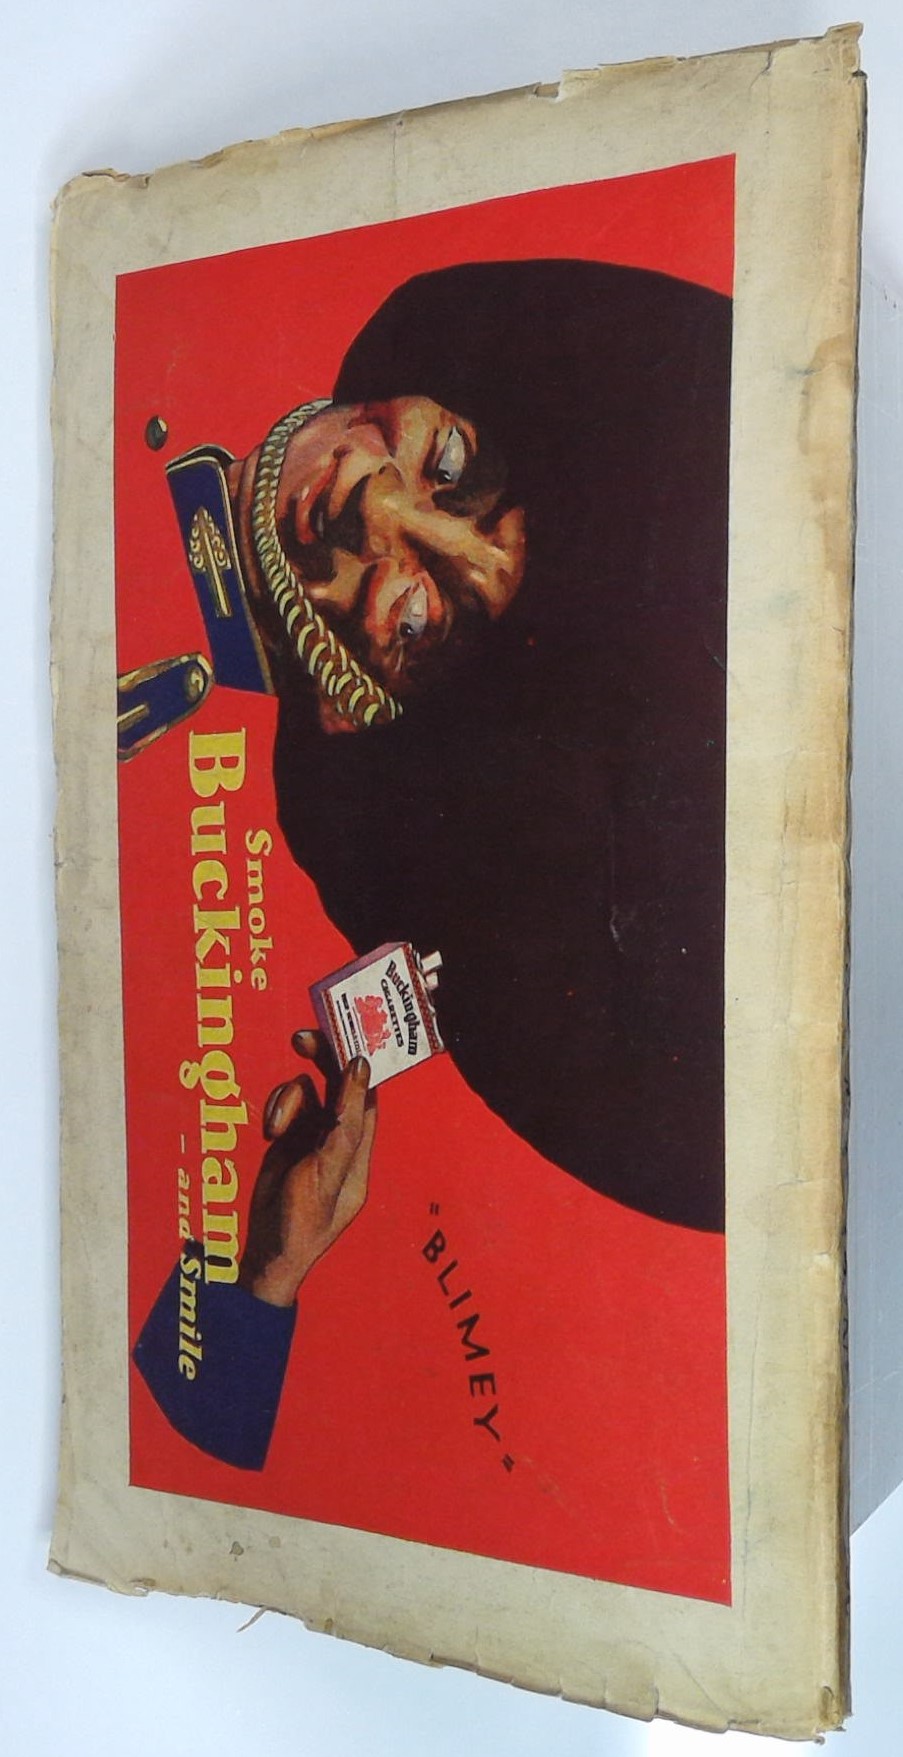 "BLIMEY"
Buckingham
CIGARETTES
Smoke
Buckingham
- and Smile